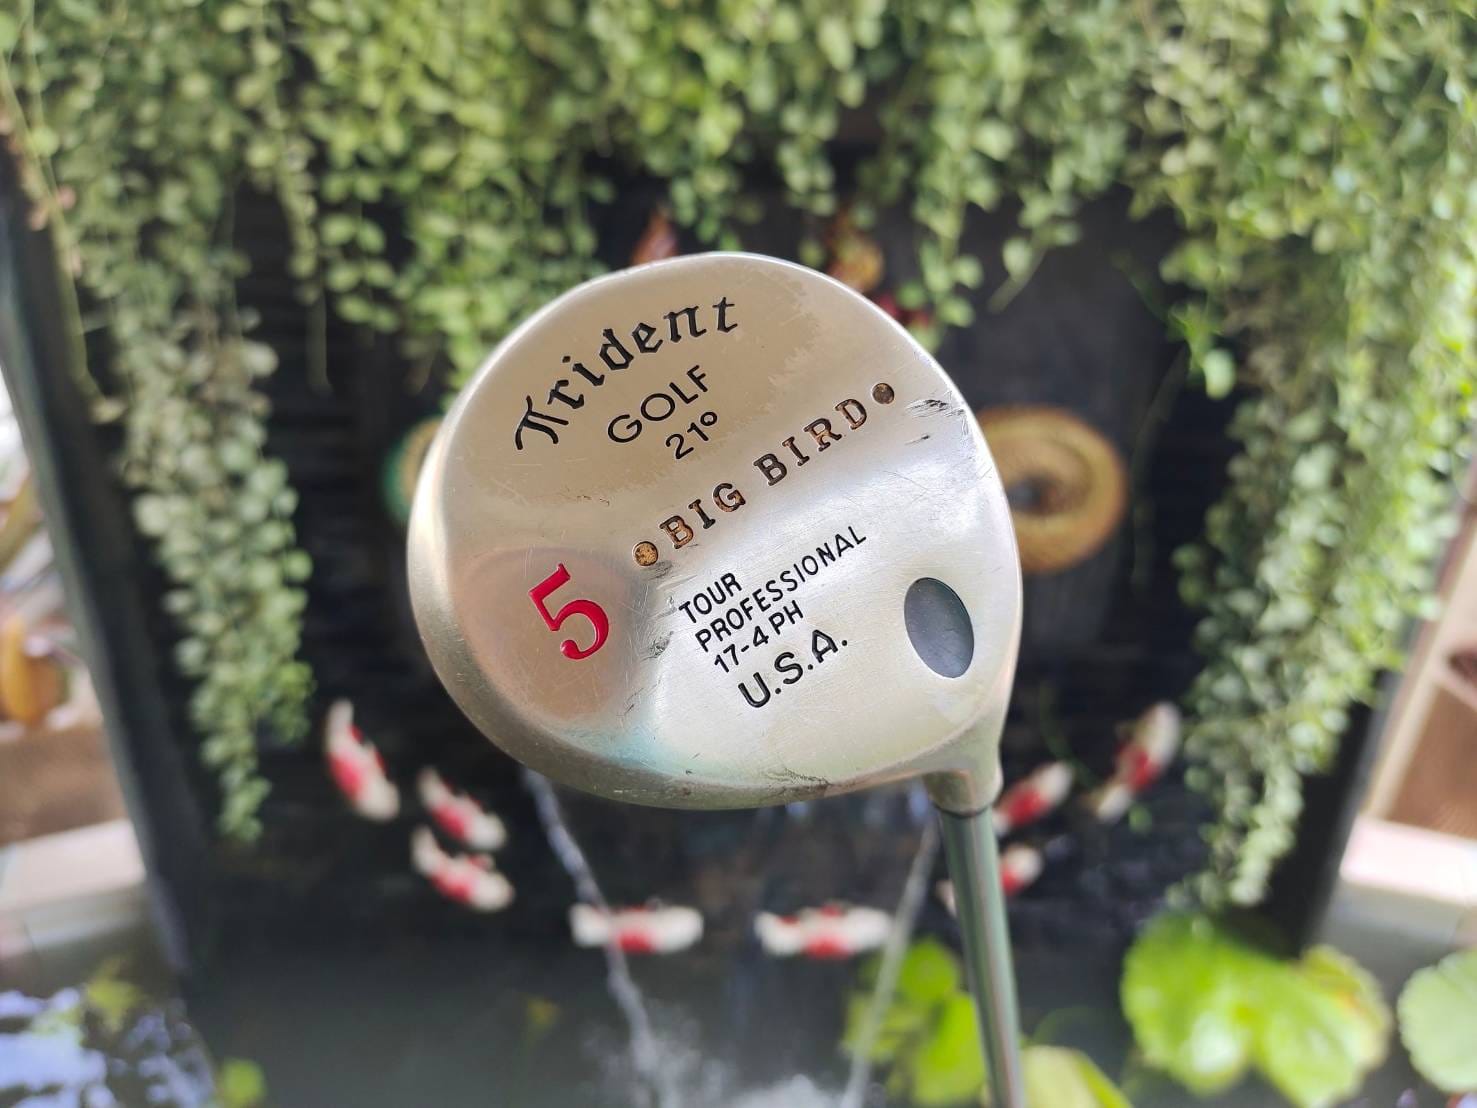 Trident
GOLF
21°
BIG BIRD
5
TOUR
PROFESSIONAL
17-4 PH
U.S.A.